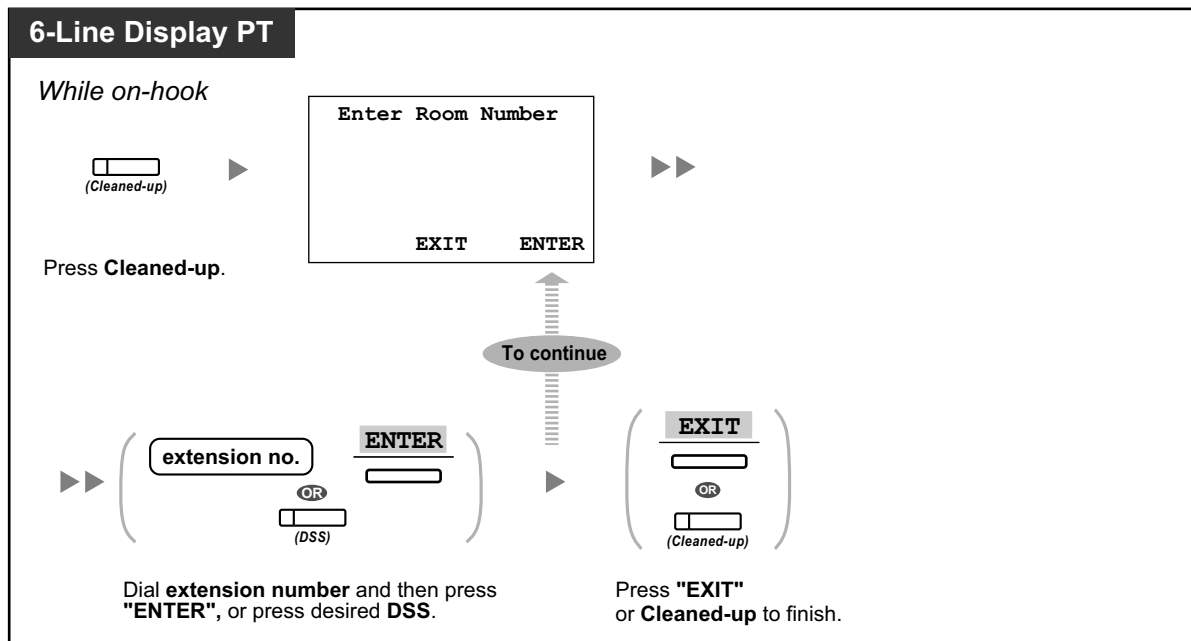 6-Line Display PT
While on-hook
(Cleaned-up)
Press Cleaned-up.
Enter Room Number
EXIT ENTER
To continue
extension no.
OR
(DSS)
ENTER
Dial extension number and then press
"ENTER", or press desired DSS.
EXIT
OR
(Cleaned-up)
Press "EXIT"
or Cleaned-up to finish.